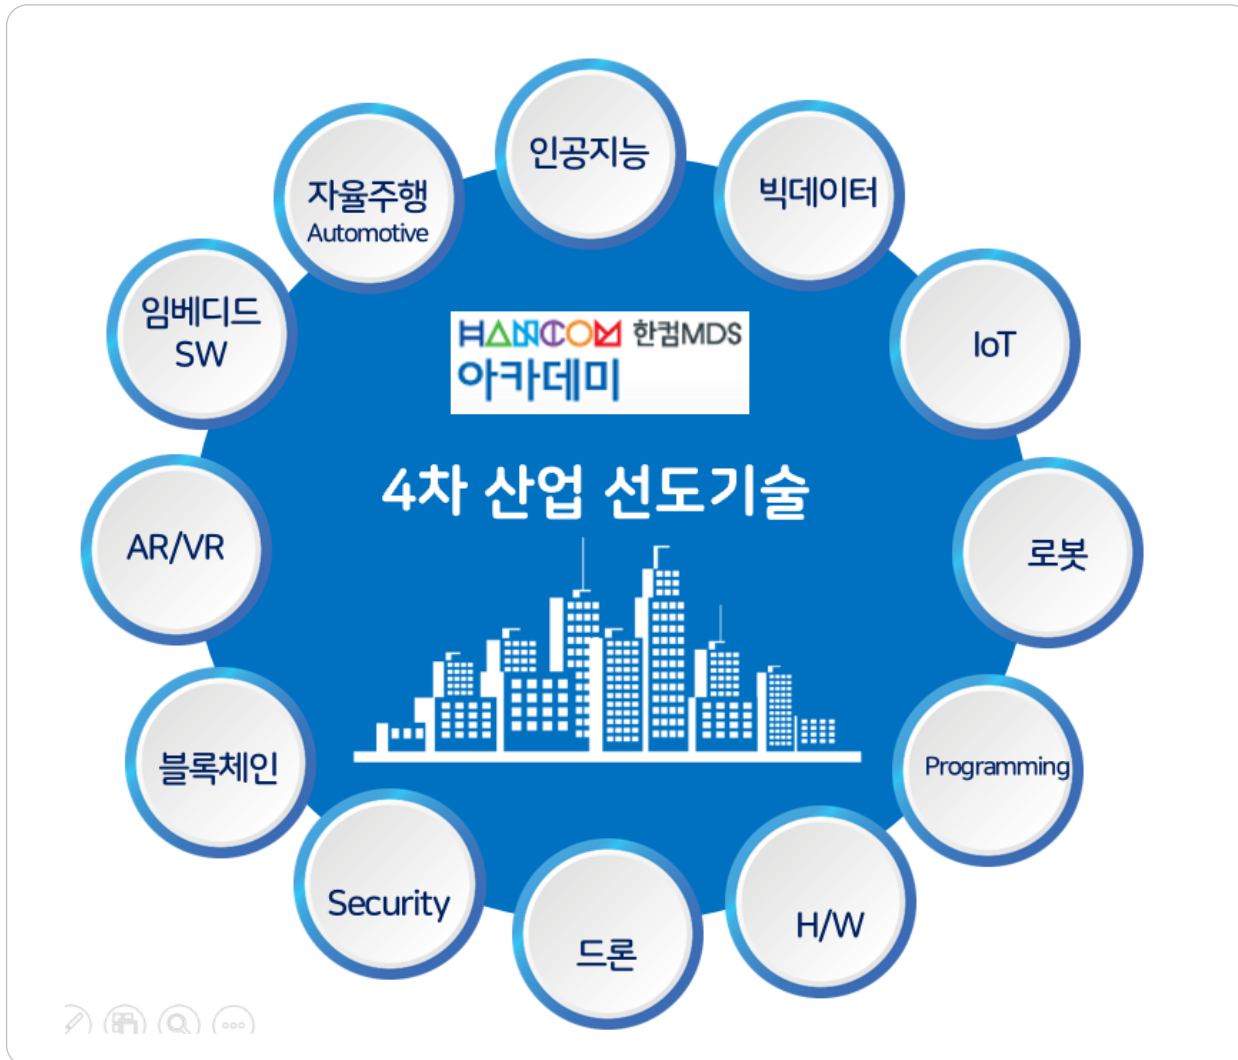 인공지능
자율주행
Automotive
빅데이터
임베디드
SW
HANCOM 한컴MDS
아카데미
IoT
4차 산업 선도기술
AR/VR
로봇
블록체인
Programming
Security
H/W
드론